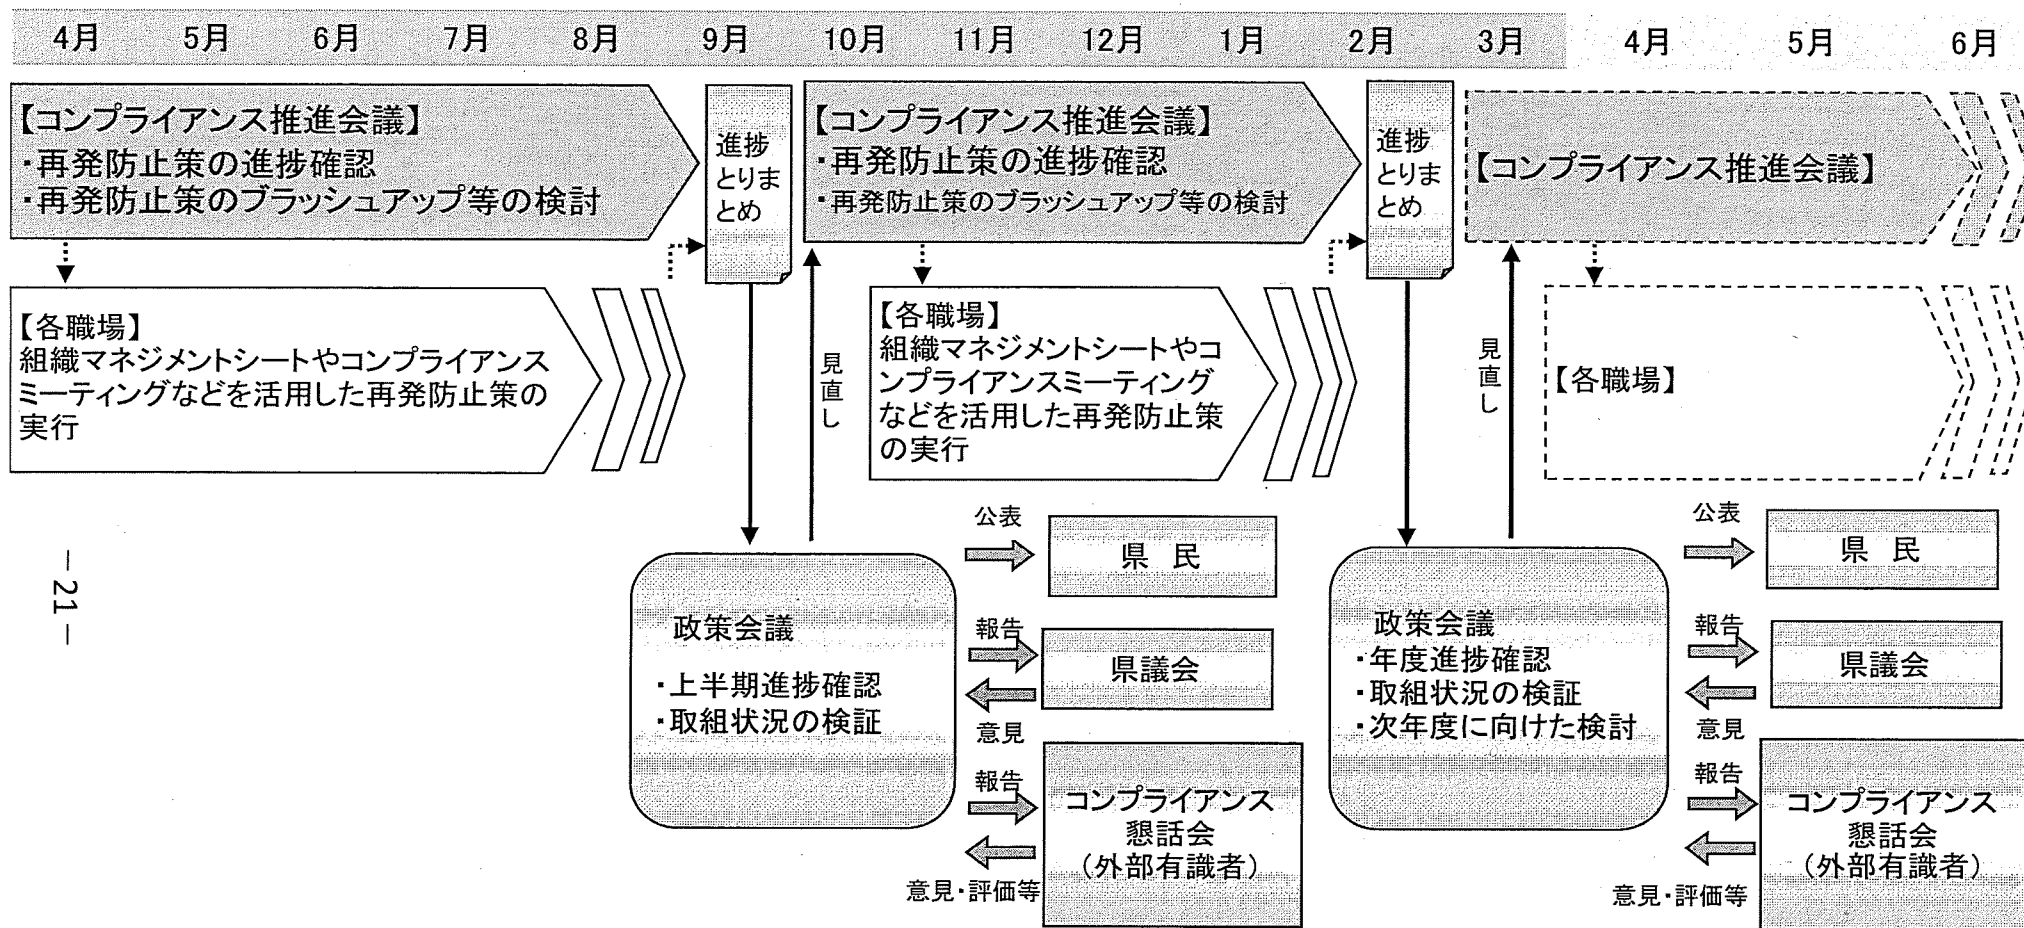 4月 5月 6月 7月 8月 9月 10月 11月 12月 1月 2月 3月 4月 5月 6月
【コンプライアンス推進会議】
・再発防止策の進捗確認
・再発防止策のブラッシュアップ等の検討
進捗
とりま
とめ
【コンプライアンス推進会議】
・再発防止策の進捗確認
・再発防止策のブラッシュアップ等の検討
進捗
とりま
とめ
【コンプライアンス推進会議】
【各職場】
組織マネジメントシートやコンプライアンス
ミーティングなどを活用した再発防止策の
実行
見直し
【各職場】
組織マネジメントシートやコ
ンプライアンスミーティング
などを活用した再発防止策
の実行
見直し
【各職場】
政策会議
・上半期進捗確認
・取組状況の検証
公表
県 民
報告
県議会
意見
報告
コンプライアンス
懇話会
（外部有識者）
意見・評価等
政策会議
・年度進捗確認
・取組状況の検証
・次年度に向けた検討
公表
県 民
報告
県議会
意見
報告
コンプライアンス
懇話会
（外部有識者）
意見・評価等
－21－